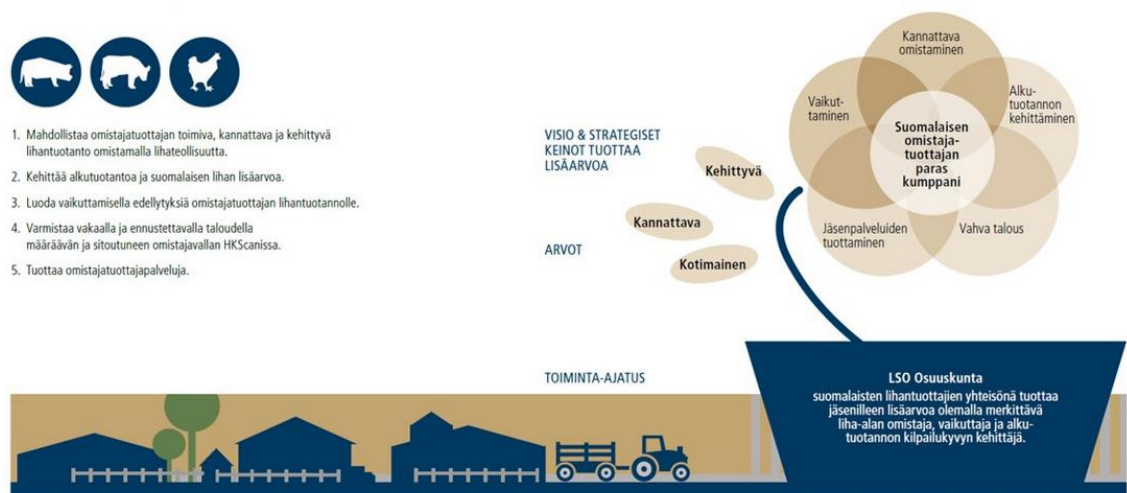 1. Mahdollistaa omistajatuottajan toimiva, kannattava ja kehittyvä
lihantuotanto omistamalla lihateollisuutta.
2. Kehittää alkutuotantoa ja suomalaisen lihan lisäarvoa.
3. Luoda vaikuttamisella edellytyksiä omistajatuottajan lihantuotannolle.
4. Varmistaa vakaalla ja ennustettavalla taloudella
määräävän ja sitoutuneen omistajavallan HKScanissa.
5. Tuottaa omistajatuottajapalveluja.
VISIO & STRATEGISET
KEINOT TUOTTAA
LISÄARVOA
Kannattava
omistaminen
Vaikut-
taminen
Alku-
tuotannon
kehittäminen
Suomalaisen
omistaja-
tuottajan
paras
kumppani
Jäsenpalveluiden
tuottaminen
Vahva talous
Kehittyvä
Kannattava
Kotimainen
ARVOT
TOIMINTA-AJATUS
LSO Osuuskunta
suomalaisten lihantuottajien yhteisönä tuottaa
jäsenilleen lisäarvoa olemalla merkittävä
liha-alan omistaja, vaikuttaja ja alku-
tuotannon kilpailukyvyn kehittäjä.